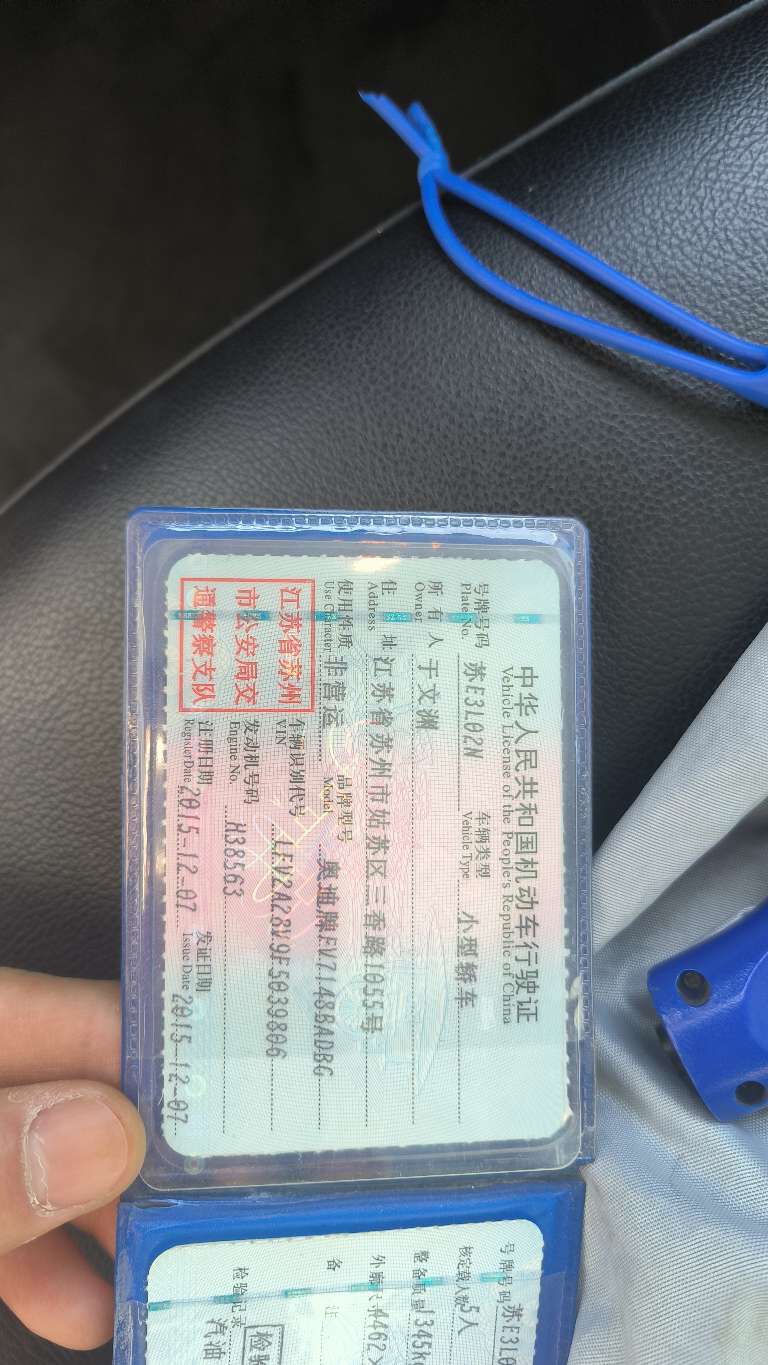 中华人民共和国机动车行驶证
Vehicle License of the People's Republic of China
号牌号码 苏E3L02N 车辆类型 小型轿车
Plate No. Vehicle Type
所有人 于文渊
Owner
住址 江苏省苏州市姑苏区三香路1055号
Address
使用性质 非营运 品牌型号 奥迪牌FV7148BADBG
Use Character Model
江苏省苏州
市公安局交
通警察支队
车辆识别代号 LFV2A28V9F5039806
VIN
发动机号码 H38563
Engine No.
注册日期 2015-12-07 发证日期 2015-12-07
Register Date Issue Date
号牌号码 苏E3L0
核定载人数 5人
整备质量 1345k
外廓尺 4462×
备注
检验记录
汽油